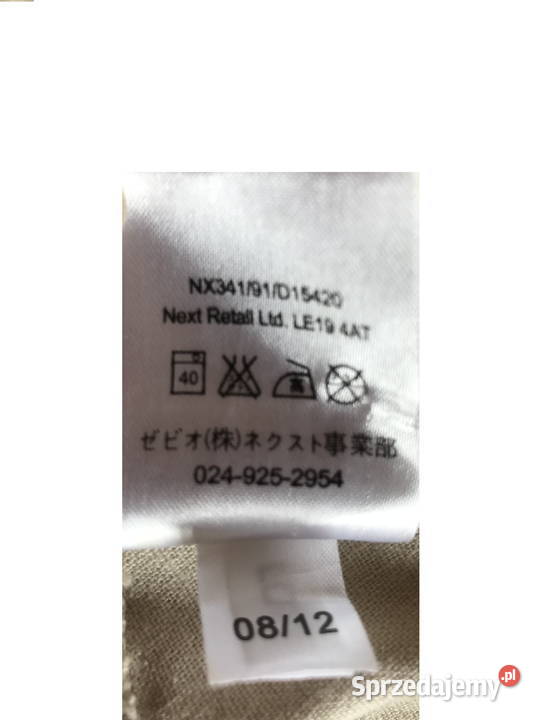 NX341/91/D15420
Next Retail Ltd. LE19 4AT
40 高
ゼビオ(株)ネクスト事業部
024-925-2954
08/12
Sprzedajemy.pl